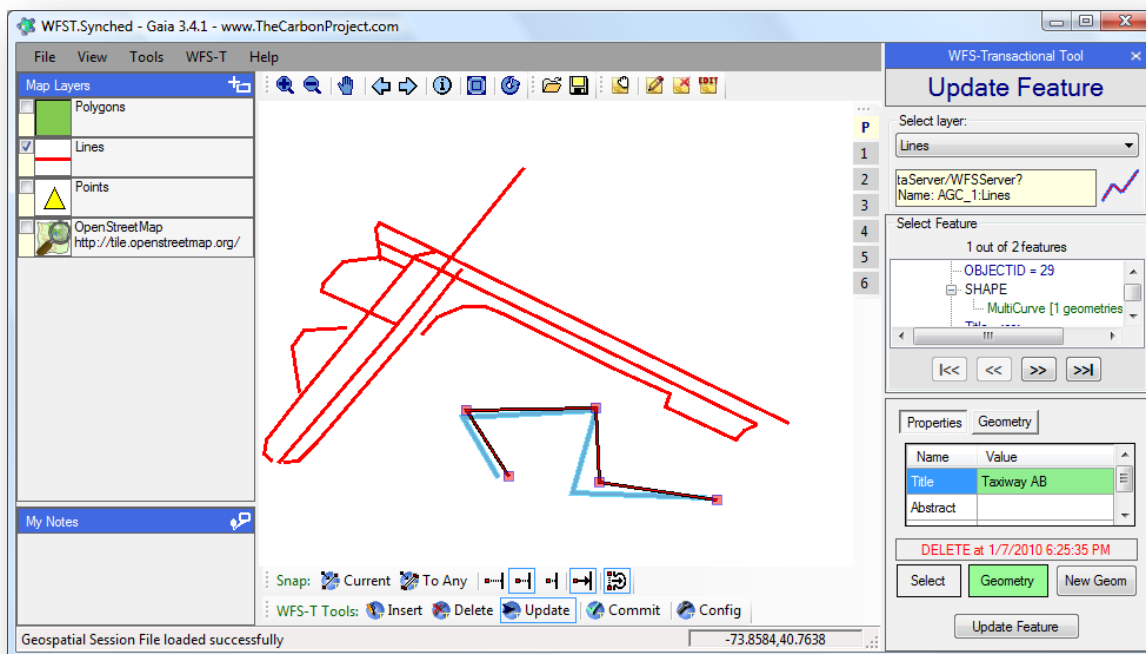 WFST.Synched - Gaia 3.4.1 - www.TheCarbonProject.com
File View Tools WFS-T Help
Map Layers
Polygons
Lines
Points
OpenStreetMap
http://tile.openstreetmap.org/
My Notes
EDIT
P
1
2
3
4
5
6
Snap: Current To Any
WFS-T Tools: Insert Delete Update Commit Config
Geospatial Session File loaded successfully
-73.8584,40.7638
WFS-Transactional Tool
Update Feature
Select layer:
Lines
taServer/WFSServer?
Name: AGC_1:Lines
Select Feature
1 out of 2 features
OBJECTID = 29
SHAPE
MultiCurve [1 geometries
I<< << >> >>I
Properties Geometry
Name Value
Title Taxiway AB
Abstract
DELETE at 1/7/2010 6:25:35 PM
Select Geometry New Geom
Update Feature